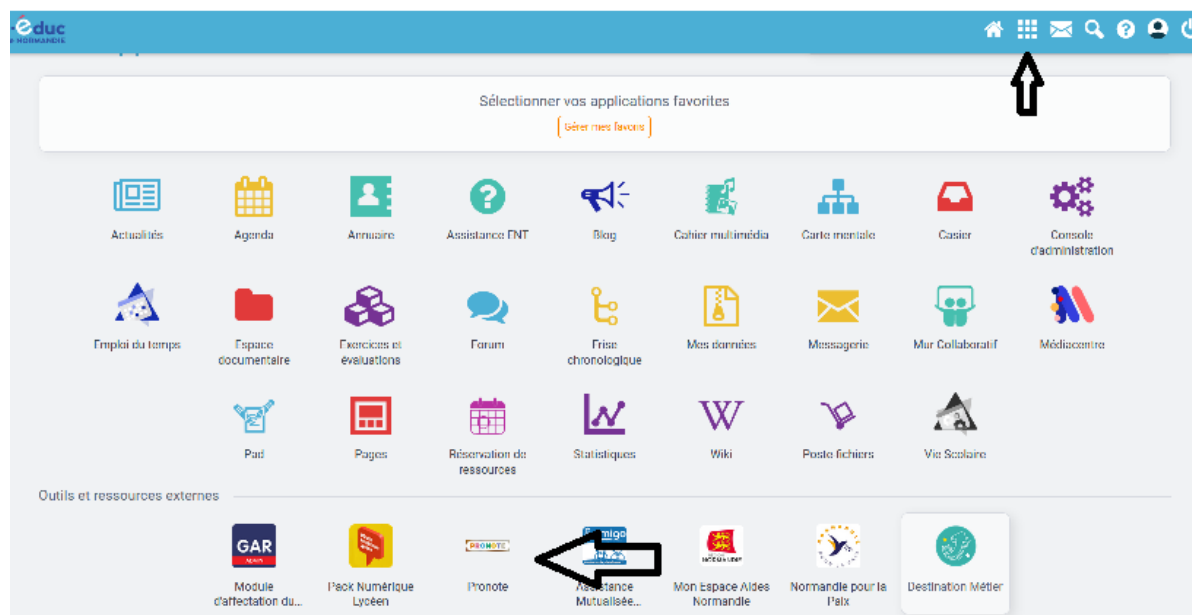 éduc
NORMANDIE
Sélectionner vos applications favorites
Gérer mes favoris
Actualités
Agenda
Annuaire
Assistance ENT
Blog
Cahier multimédia
Carte mentale
Casier
Console
d'administration
Emploi du temps
Espace
documentaire
Exercices et
évaluations
Forum
Frise
chronologique
Mes données
Messagerie
Mur Collaboratif
Médiacentre
Pad
Pages
Réservation de
ressources
Statistiques
W
Wiki
Poste fichiers
Vie Scolaire
Outils et ressources externes
GAR
PRONOTE
NORMANDIE
Module
d'affectation du...
Pack Numérique
Lycéen
Pronote
Assistance
Mutualisée...
Mon Espace Aides
Normandie
Normandie pour la
Paix
Destination Métier